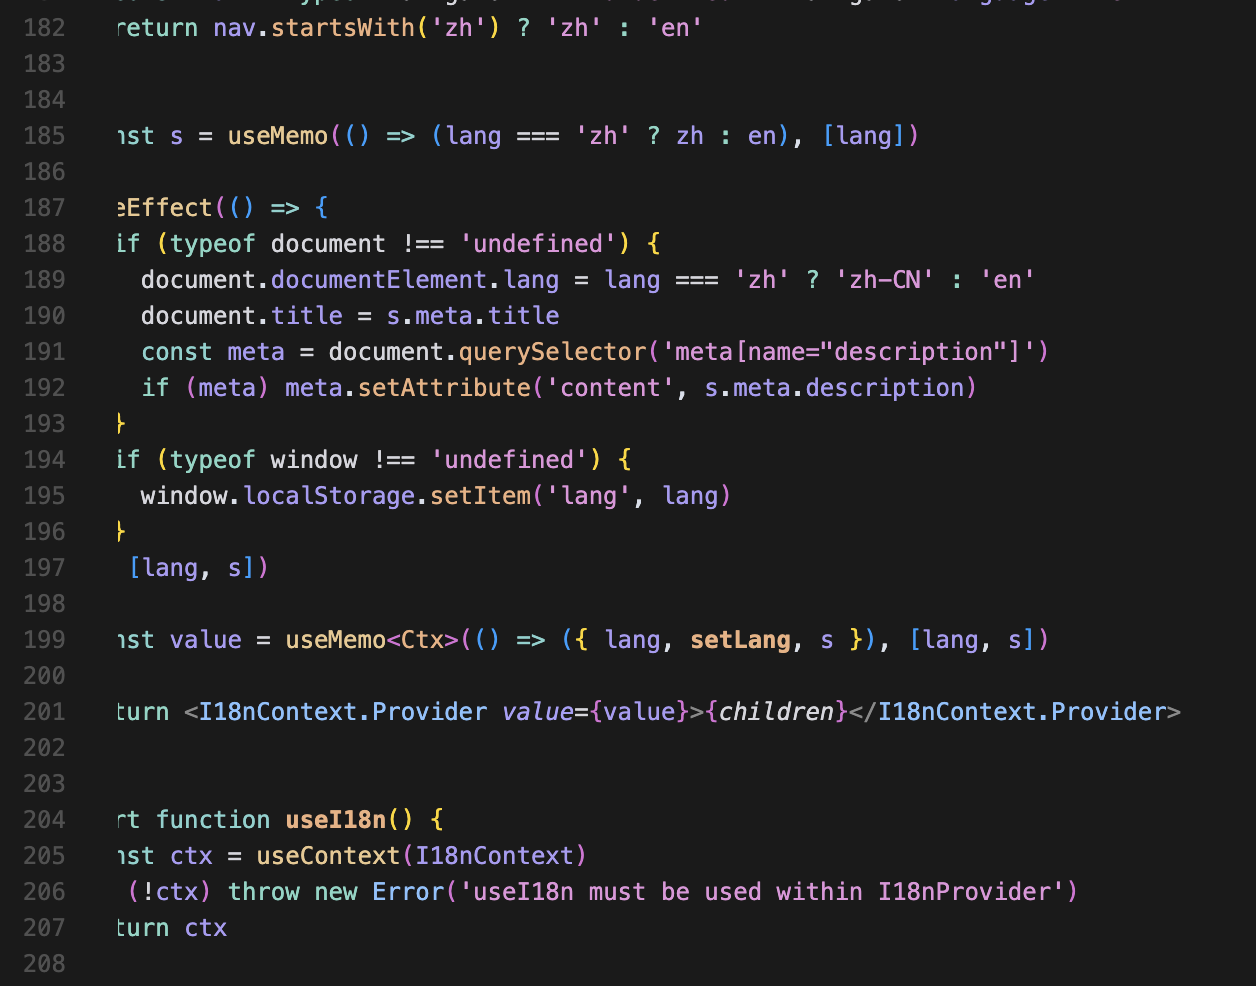 182 return nav.startsWith('zh') ? 'zh' : 'en'
183
184
185 nst s = useMemo(() => (lang === 'zh' ? zh : en), [lang])
186
187 eEffect(() => {
188 if (typeof document !== 'undefined') {
189 document.documentElement.lang = lang === 'zh' ? 'zh-CN' : 'en'
190 document.title = s.meta.title
191 const meta = document.querySelector('meta[name="description"]')
192 if (meta) meta.setAttribute('content', s.meta.description)
193 }
194 if (typeof window !== 'undefined') {
195 window.localStorage.setItem('lang', lang)
196 }
197 [lang, s])
198
199 nst value = useMemo<Ctx>(() => ({ lang, setLang, s }), [lang, s])
200
201 turn <I18nContext.Provider value={value}>{children}</I18nContext.Provider>
202
203
204 rt function useI18n() {
205 nst ctx = useContext(I18nContext)
206 (!ctx) throw new Error('useI18n must be used within I18nProvider')
207 turn ctx
208